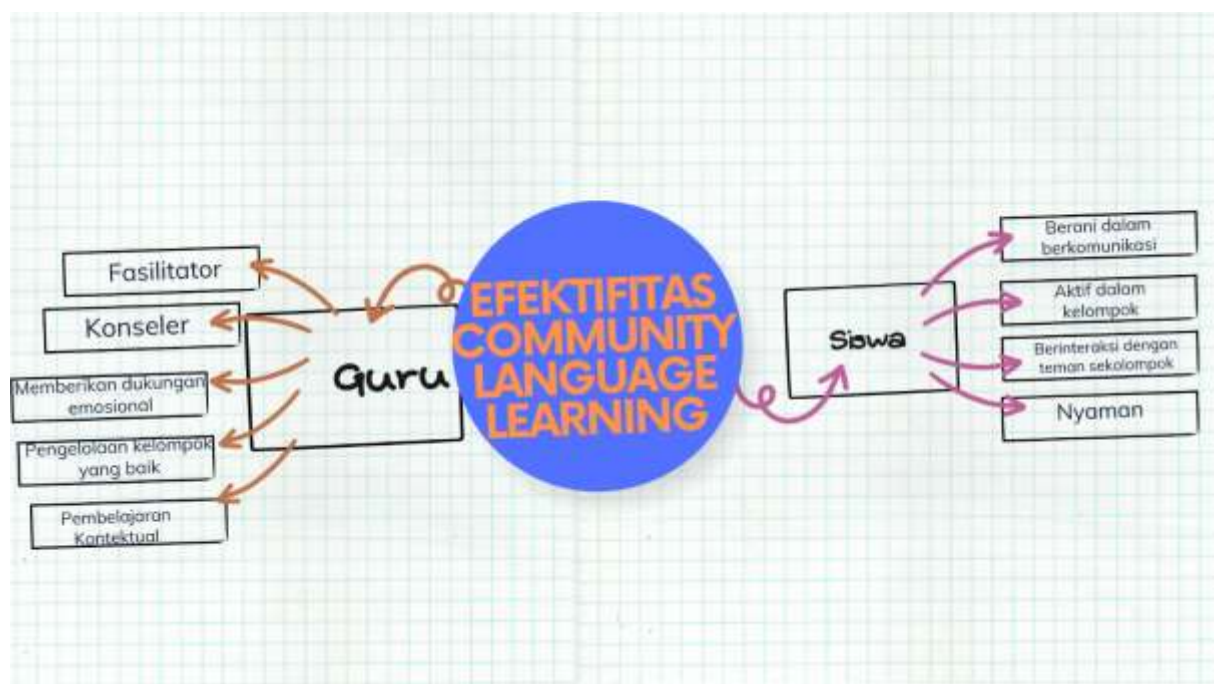 EFEKTIFITAS
COMMUNITY
LANGUAGE
LEARNING
Guru
Fasilitator
Konseler
Memberikan dukungan
emosional
Pengelolaan kelompok
yang baik
Pembelajaran
Kontektual
Siswa
Berani dalam
berkomunikasi
Aktif dalam
kelompok
Berinteraksi dengan
teman sekolompok
Nyaman